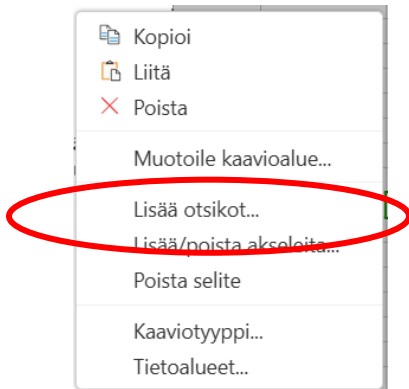 Kopioi
Liitä
Poista
Muotoile kaavioalue...
Lisää otsikot...
Lisää/poista akseleita...
Poista selite
Kaaviotyyppi...
Tietoalueet...